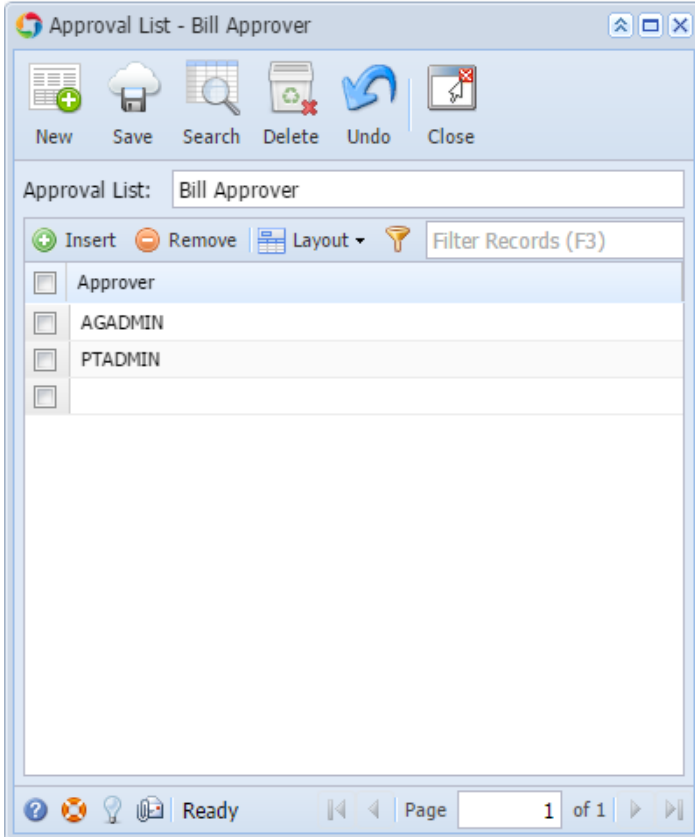 Approval List - Bill Approver
New Save Search Delete Undo Close
Approval List: Bill Approver
Insert Remove Layout Filter Records (F3)
Approver
AGADMIN
PTADMIN
Ready Page 1 of 1